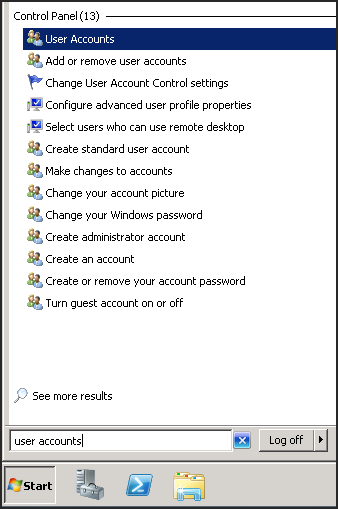 Control Panel (13)
User Accounts
Add or remove user accounts
Change User Account Control settings
Configure advanced user profile properties
Select users who can use remote desktop
Create standard user account
Make changes to accounts
Change your account picture
Change your Windows password
Create administrator account
Create an account
Create or remove your account password
Turn guest account on or off
See more results
user accounts
Log off
Start